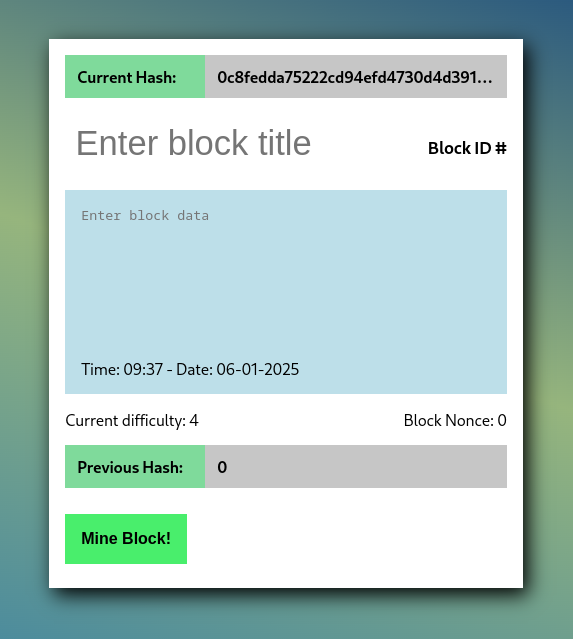 Current Hash: 0c8fedda75222cd94efd4730d4d391...
Enter block title Block ID #
Enter block data
Time: 09:37 - Date: 06-01-2025
Current difficulty: 4 Block Nonce: 0
Previous Hash: 0
Mine Block!